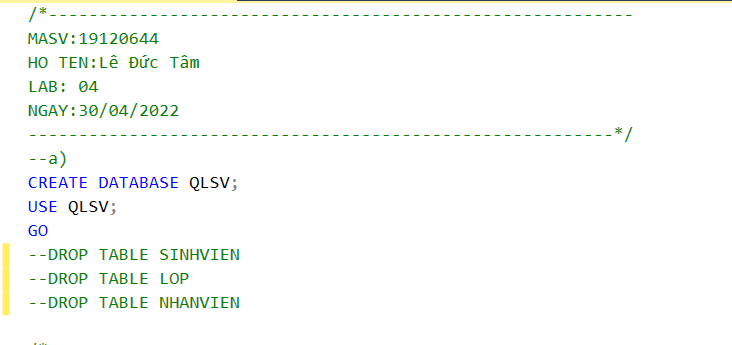 /*----------------------------------------------------------
MASV:19120644
HO TEN:Lê Đức Tâm
LAB: 04
NGAY:30/04/2022
----------------------------------------------------------*/
--a)
CREATE DATABASE QLSV;
USE QLSV;
GO
--DROP TABLE SINHVIEN
--DROP TABLE LOP
--DROP TABLE NHANVIEN